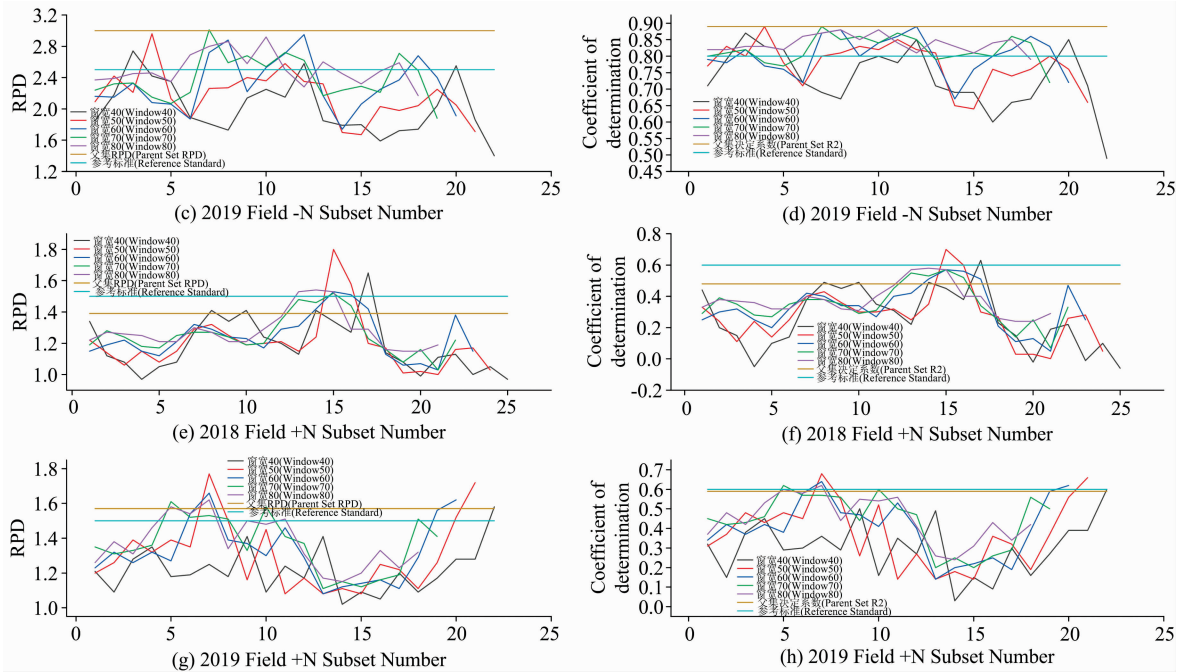 3.2
2.8
2.4
2.0
1.6
1.2
RPD
窗宽40(Window40)
窗宽50(Window50)
窗宽60(Window60)
窗宽70(Window70)
窗宽80(Window80)
父集RPD(Parent Set RPD)
参考标准(Reference Standard)
0 5 10 15 20 25
(c) 2019 Field -N Subset Number
0.90
0.85
0.80
0.75
0.70
0.65
0.60
0.55
0.50
0.45
Coefficient of
determination
窗宽40(Window40)
窗宽50(Window50)
窗宽60(Window60)
窗宽70(Window70)
窗宽80(Window80)
父集决定系数(Parent Set R2)
参考标准(Reference Standard)
0 5 10 15 20 25
(d) 2019 Field -N Subset Number
1.8
1.6
1.4
1.2
1.0
RPD
窗宽40(Window40)
窗宽50(Window50)
窗宽60(Window60)
窗宽70(Window70)
窗宽80(Window80)
父集RPD(Parent Set RPD)
参考标准(Reference Standard)
0 5 10 15 20 25
(e) 2018 Field +N Subset Number
0.8
0.6
0.4
0.2
0.0
-0.2
Coefficient of
determination
窗宽40(Window40)
窗宽50(Window50)
窗宽60(Window60)
窗宽70(Window70)
窗宽80(Window80)
父集决定系数(Parent Set R2)
参考标准(Reference Standard)
0 5 10 15 20 25
(f) 2018 Field +N Subset Number
1.8
1.6
1.4
1.2
1.0
RPD
窗宽40(Window40)
窗宽50(Window50)
窗宽60(Window60)
窗宽70(Window70)
窗宽80(Window80)
父集RPD(Parent Set RPD)
参考标准(Reference Standard)
0 5 10 15 20 25
(g) 2019 Field +N Subset Number
0.7
0.6
0.5
0.4
0.3
0.2
0.1
0.0
Coefficient of
determination
窗宽40(Window40)
窗宽50(Window50)
窗宽60(Window60)
窗宽70(Window70)
窗宽80(Window80)
父集决定系数(Parent Set R2)
参考标准(Reference Standard)
0 5 10 15 20 25
(h) 2019 Field +N Subset Number